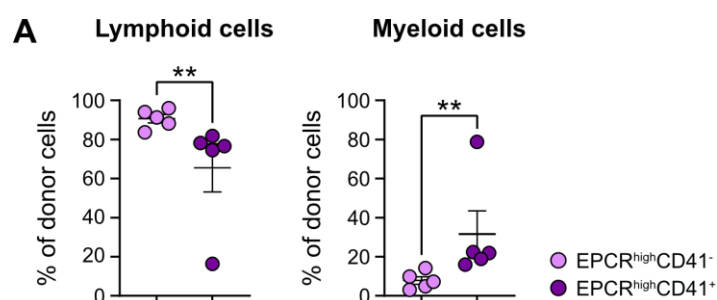 A
Lymphoid cells
Myeloid cells
**
**
% of donor cells
100
80
60
40
20
0
% of donor cells
100
80
60
40
20
0
EPCRhighCD41-
EPCRhighCD41+